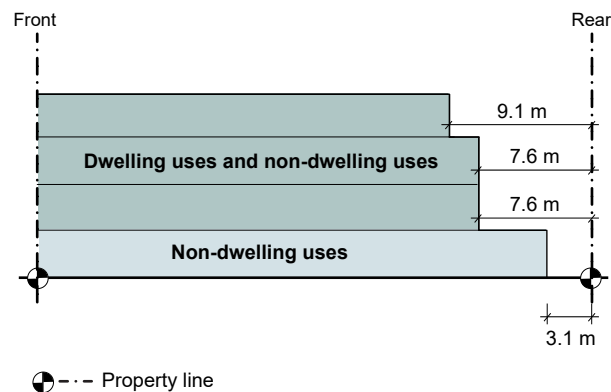 Front
Rear
9.1 m
Dwelling uses and non-dwelling uses
7.6 m
7.6 m
Non-dwelling uses
3.1 m
Property line